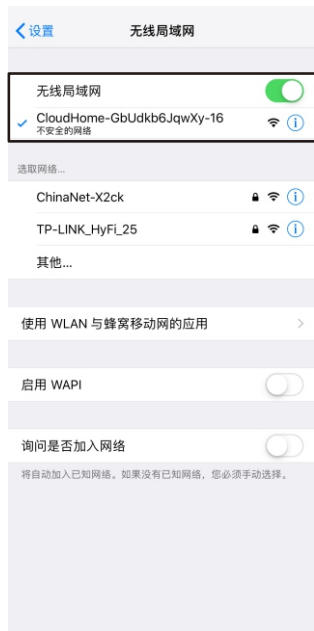 设置
无线局域网
无线局域网
CloudHome-GbUdkb6JqwXy-16
不安全的网络
选取网络...
ChinaNet-X2ck
TP-LINK_HyFi_25
其他...
使用 WLAN 与蜂窝移动网的应用
启用 WAPI
询问是否加入网络
将自动加入已知网络。如果没有已知网络，您必须手动选择。